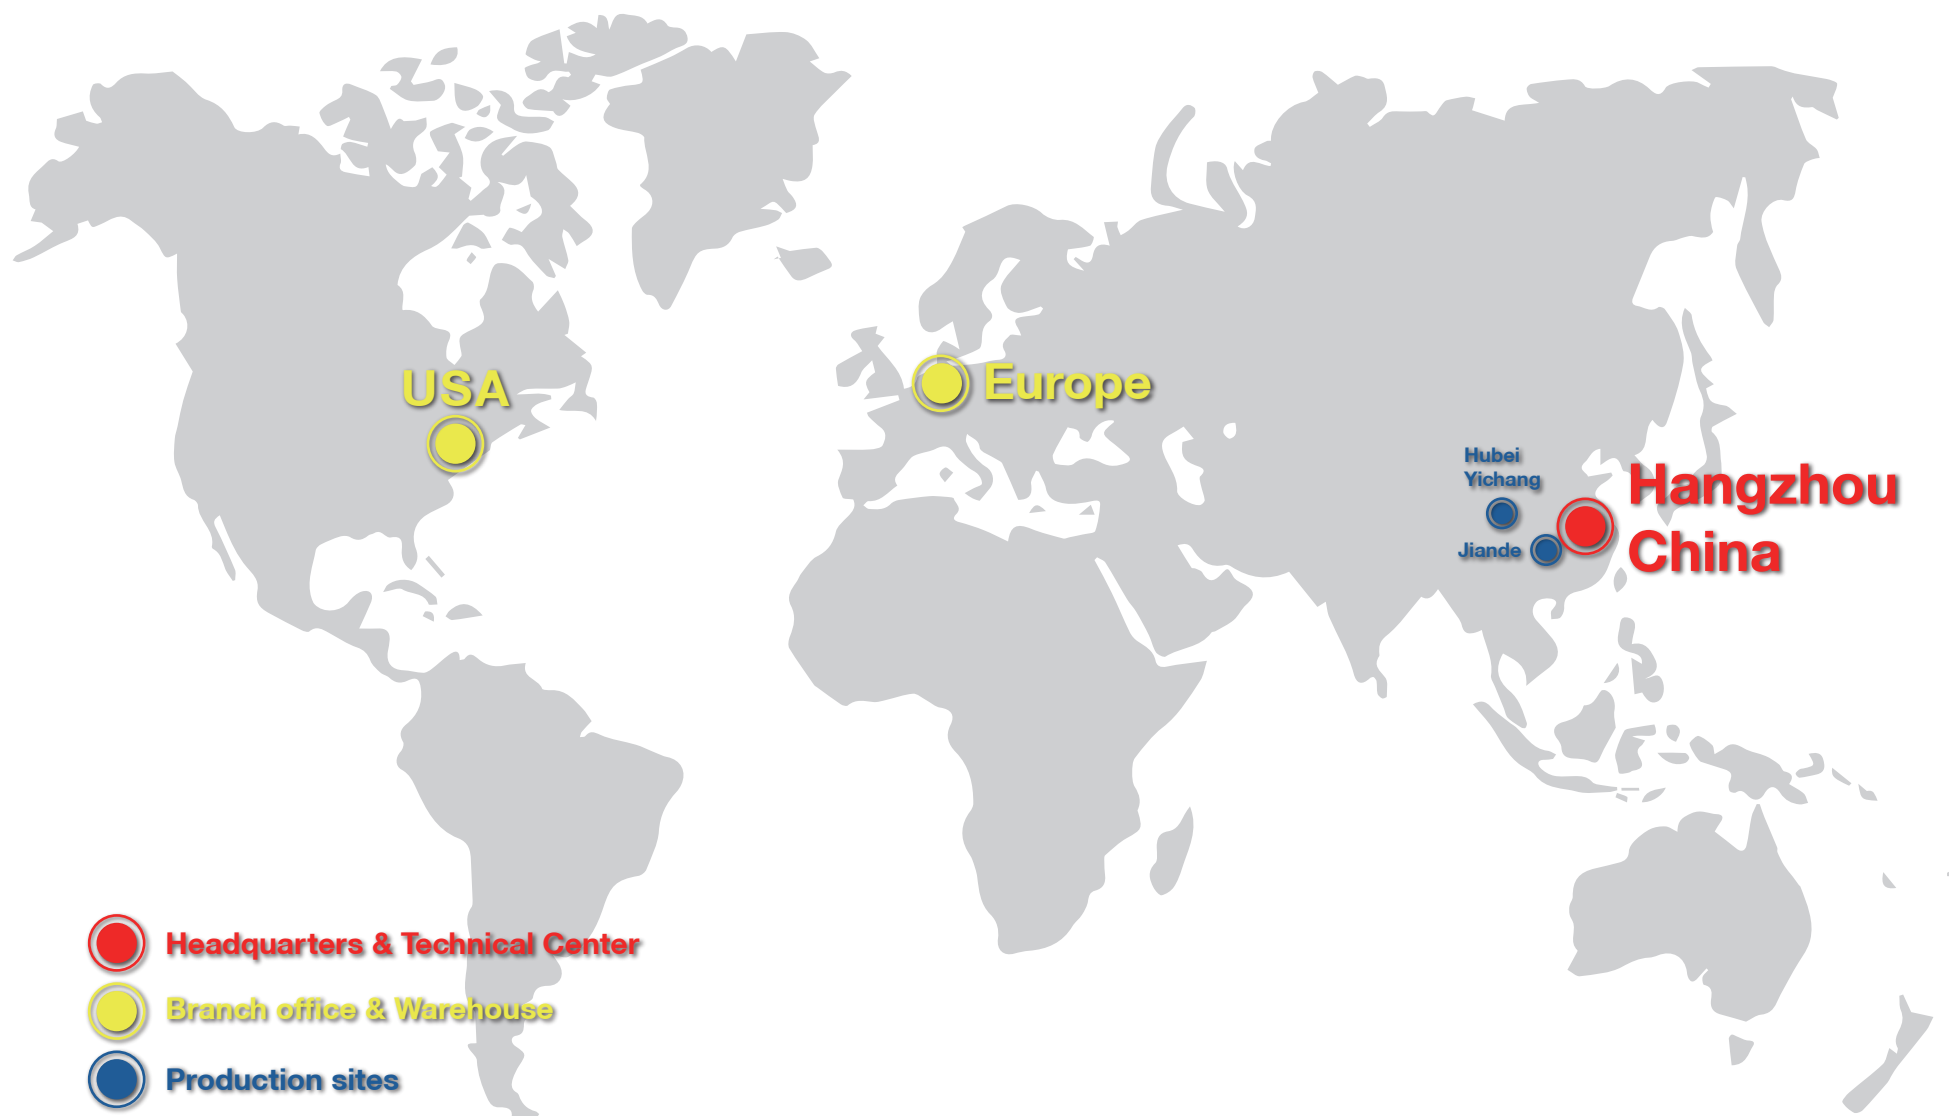 USA
Europe
Hubei
Yichang
Hangzhou
China
Jiande
Headquarters & Technical Center
Branch office & Warehouse
Production sites